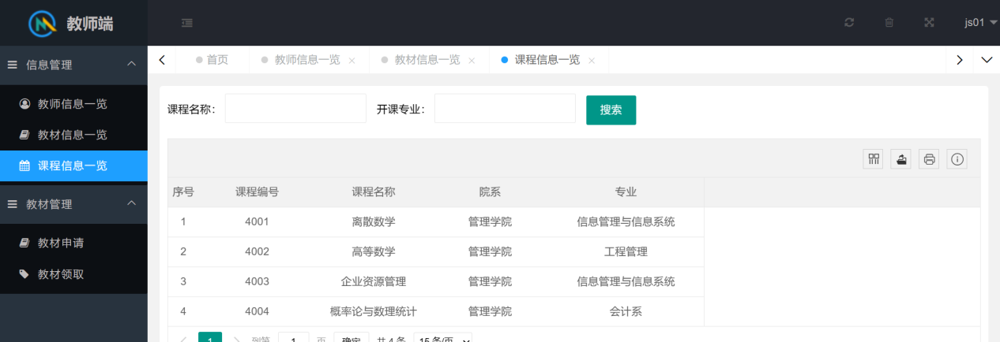 教师端
js01
信息管理
首页
教师信息一览
教材信息一览
课程信息一览
教师信息一览
教材信息一览
课程信息一览
教材管理
教材申请
教材领取
课程名称：
开课专业：
搜索
序号 课程编号 课程名称 院系 专业
1 4001 离散数学 管理学院 信息管理与信息系统
2 4002 高等数学 管理学院 工程管理
3 4003 企业资源管理 管理学院 信息管理与信息系统
4 4004 概率论与数理统计 管理学院 会计系
1 到第 1 页 确定 共 4 条 15 条/页